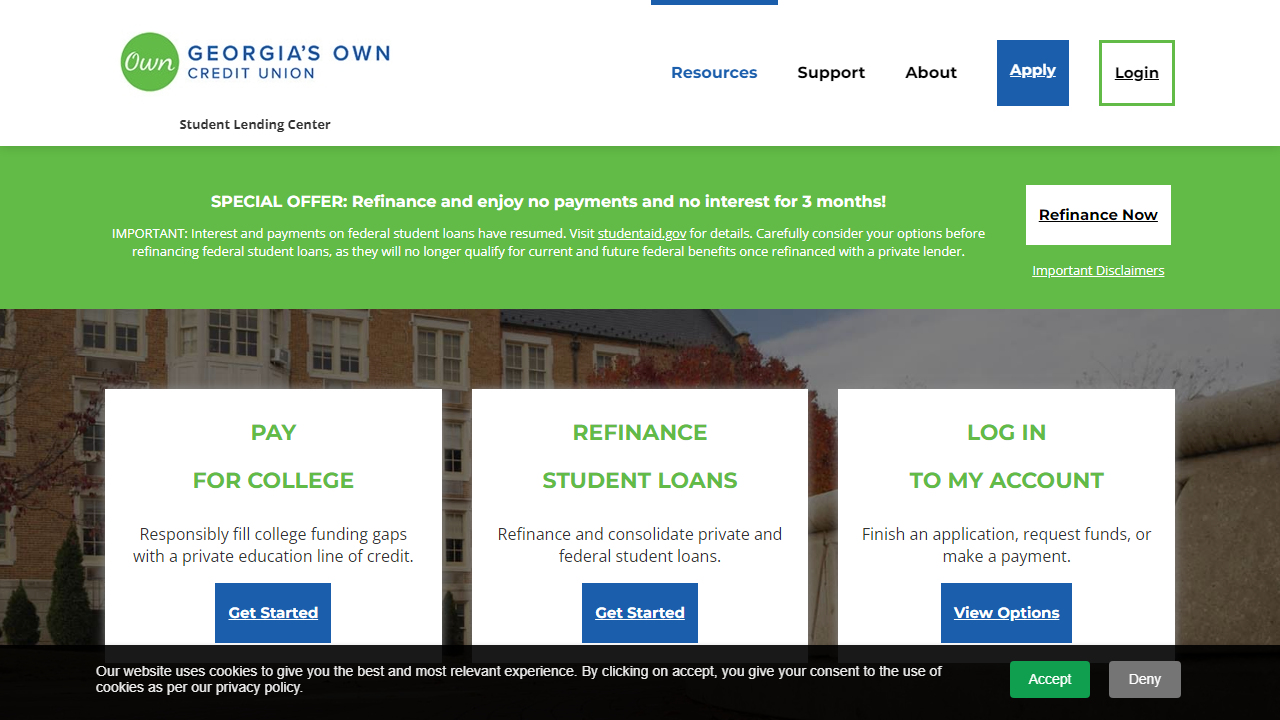 Own GEORGIA'S OWN
CREDIT UNION
Student Lending Center
Resources Support About Apply Login
SPECIAL OFFER: Refinance and enjoy no payments and no interest for 3 months!
IMPORTANT: Interest and payments on federal student loans have resumed. Visit studentaid.gov for details. Carefully consider your options before
refinancing federal student loans, as they will no longer qualify for current and future federal benefits once refinanced with a private lender.
Refinance Now
Important Disclaimers
PAY
FOR COLLEGE
Responsibly fill college funding gaps
with a private education line of credit.
Get Started
REFINANCE
STUDENT LOANS
Refinance and consolidate private and
federal student loans.
Get Started
LOG IN
TO MY ACCOUNT
Finish an application, request funds, or
make a payment.
View Options
Our website uses cookies to give you the best and most relevant experience. By clicking on accept, you give your consent to the use of
cookies as per our privacy policy.
Accept
Deny